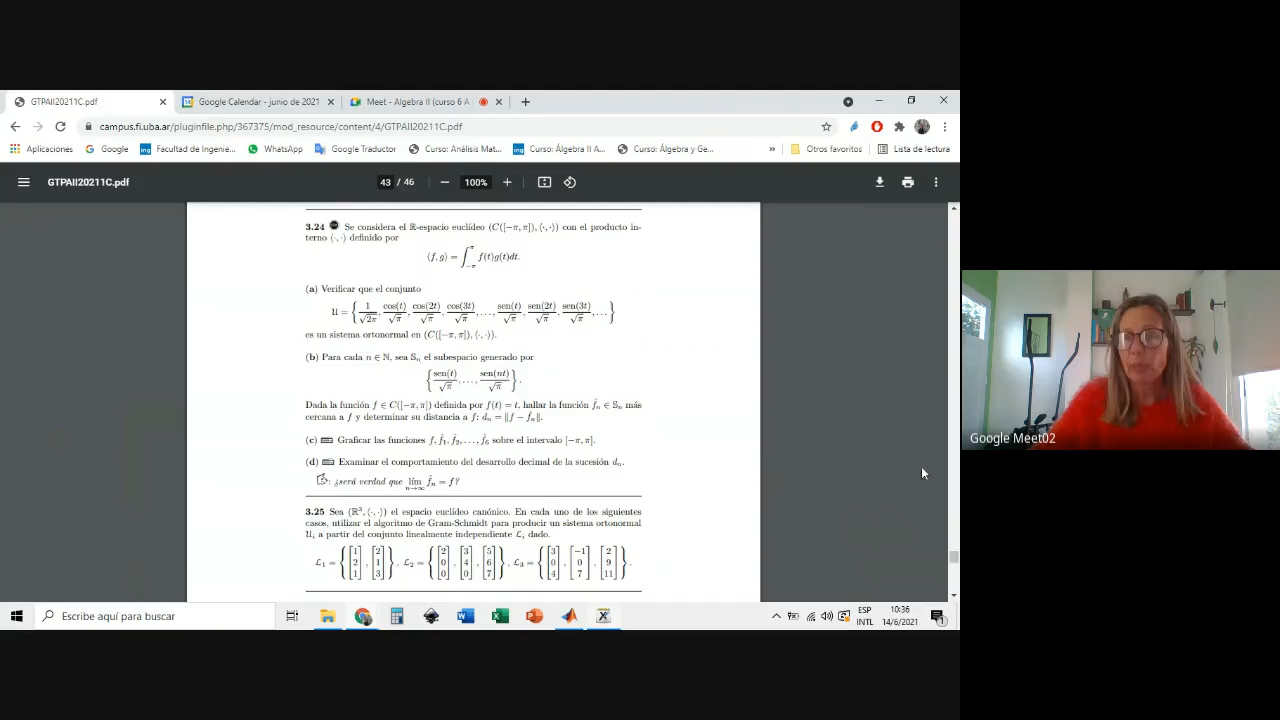 GTPAII20211C.pdf
Google Calendar - junio de 2021
Meet - Algebra II (curso 6 A
campus.fi.uba.ar/pluginfile.php/367375/mod_resource/content/4/GTPAII20211C.pdf
Aplicaciones Google Facultad de Ingenie... WhatsApp Google Traductor Curso: Análisis Mat... Curso: Álgebra II A... Curso: Álgebra y Ge... » Otros favoritos Lista de lectura
GTPAII20211C.pdf 43 / 46 — 100% +
3.24 Se considera el ℝ-espacio euclídeo (C([−π, π]), ⟨·, ·⟩) con el producto in-
terno ⟨·, ·⟩ definido por
⟨f, g⟩ = ∫_{−π}^{π} f(t)g(t)dt.
(a) Verificar que el conjunto
𝒰 = { 1/√2π, cos(t)/√π, cos(2t)/√π, cos(3t)/√π, . . . , sen(t)/√π, sen(2t)/√π, sen(3t)/√π, . . . }
es un sistema ortonormal en (C([−π, π]), ⟨·, ·⟩).
(b) Para cada n ∈ ℕ, sea 𝕊ₙ el subespacio generado por
{ sen(t)/√π, . . . , sen(nt)/√π }.
Dada la función f ∈ C([−π, π]) definida por f(t) = t, hallar la función f̂ₙ ∈ 𝕊ₙ más
cercana a f y determinar su distancia a f: dₙ = ‖f − f̂ₙ‖.
(c) Graficar las funciones f, f̂₁, f̂₂, . . . , f̂₆ sobre el intervalo [−π, π].
(d) Examinar el comportamiento del desarrollo decimal de la sucesión dₙ.
: ¿será verdad que lím_{n→∞} f̂ₙ = f?
3.25 Sea (ℝ³, ⟨·, ·⟩) el espacio euclídeo canónico. En cada uno de los siguientes
casos, utilizar el algoritmo de Gram-Schmidt para producir un sistema ortonormal
𝒰ᵢ a partir del conjunto linealmente independiente ℒᵢ dado.
ℒ₁ = { [1 2 1], [2 1 3] }, ℒ₂ = { [2 0 0], [3 4 0], [5 6 7] }, ℒ₃ = { [3 0 4], [−1 0 7], [2 9 11] }.
Google Meet02
Escribe aquí para buscar
ESP
INTL
10:36
14/6/2021